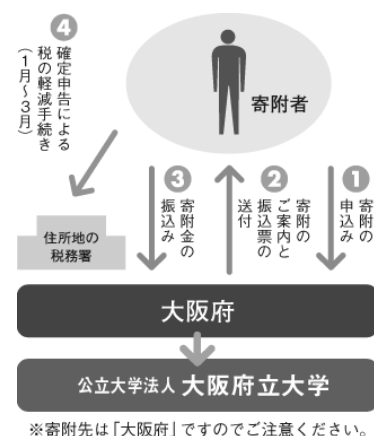 ④
確定申告による
税の軽減手続き
（1月～3月）
寄附者
③
寄附金の
振込み
②
寄附の
ご案内と
振込票の
送付
①
寄附の
申込み
住所地の
税務署
大阪府
公立大学法人 大阪府立大学
※寄附先は「大阪府」ですのでご注意ください。